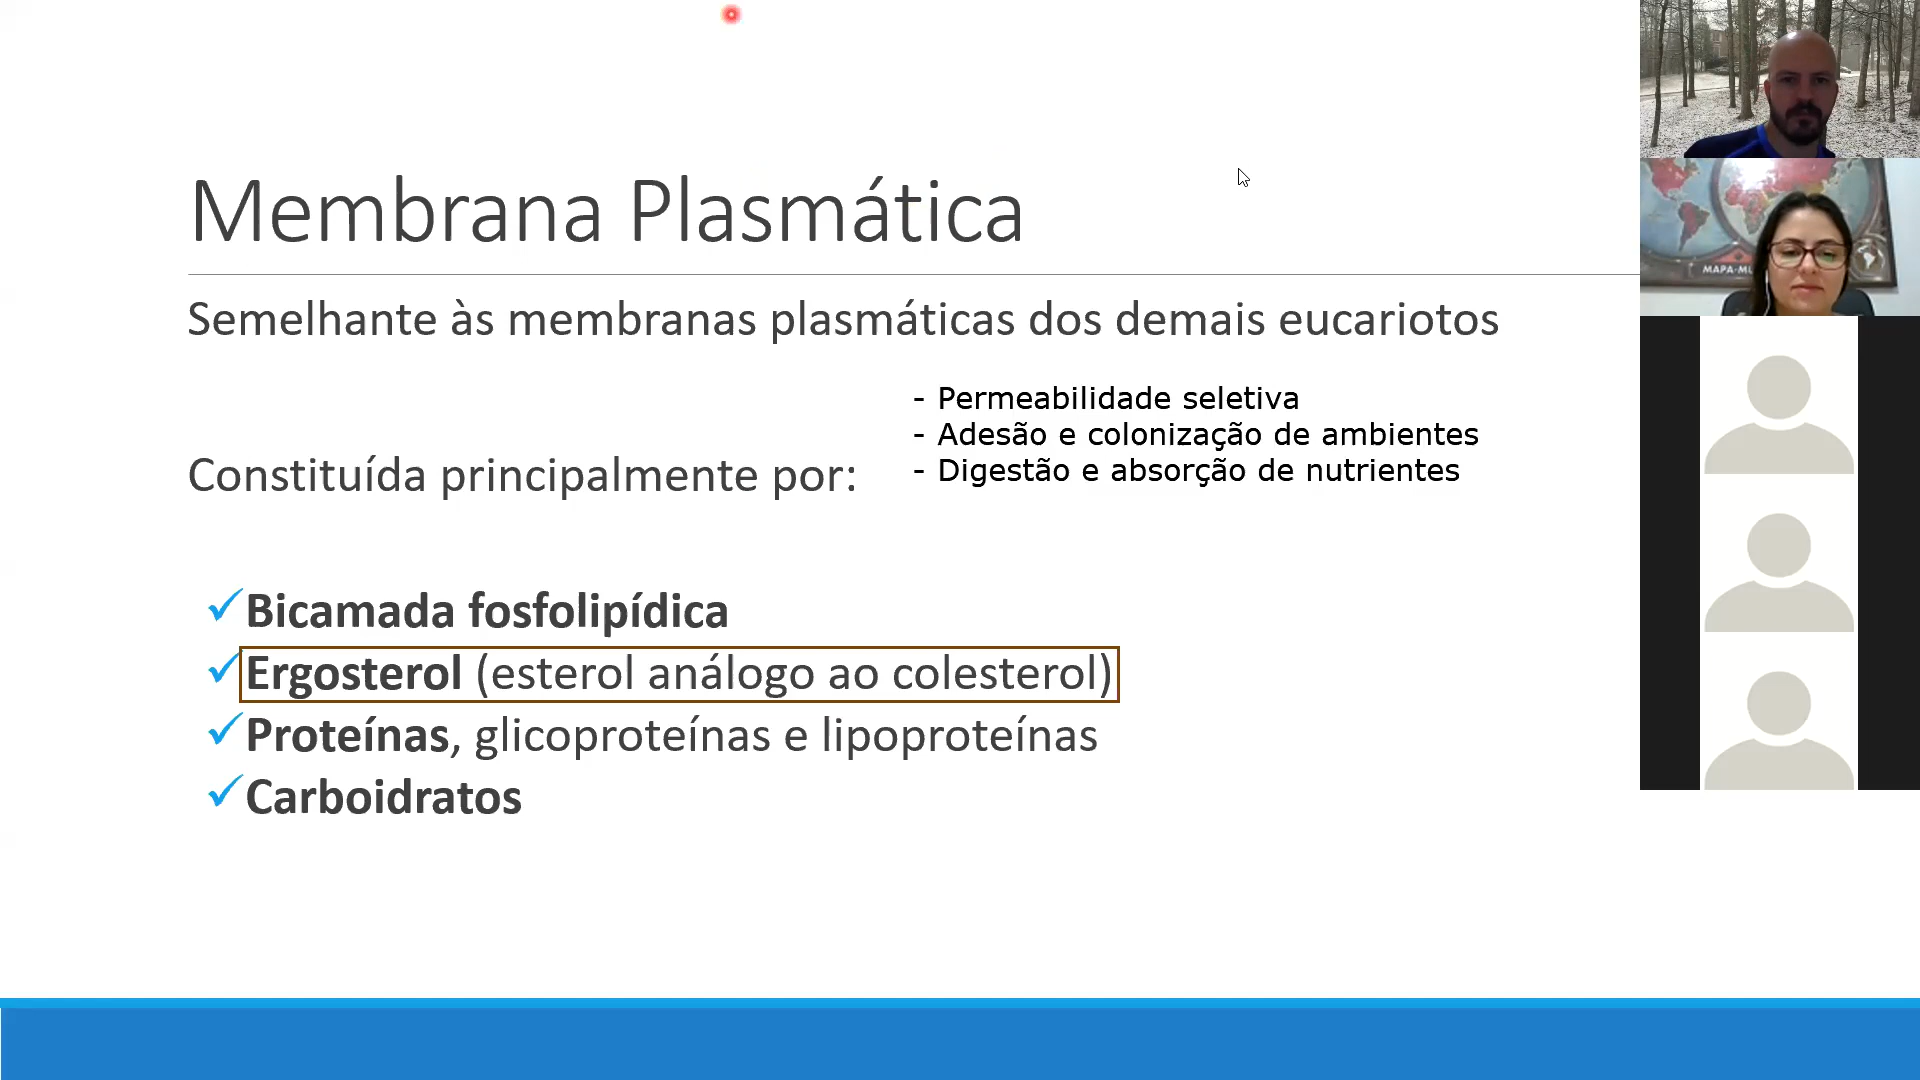 Membrana Plasmática
Semelhante às membranas plasmáticas dos demais eucariotos
- Permeabilidade seletiva
- Adesão e colonização de ambientes
- Digestão e absorção de nutrientes
Constituída principalmente por:
✓Bicamada fosfolipídica
✓Ergosterol (esterol análogo ao colesterol)
✓Proteínas, glicoproteínas e lipoproteínas
✓Carboidratos